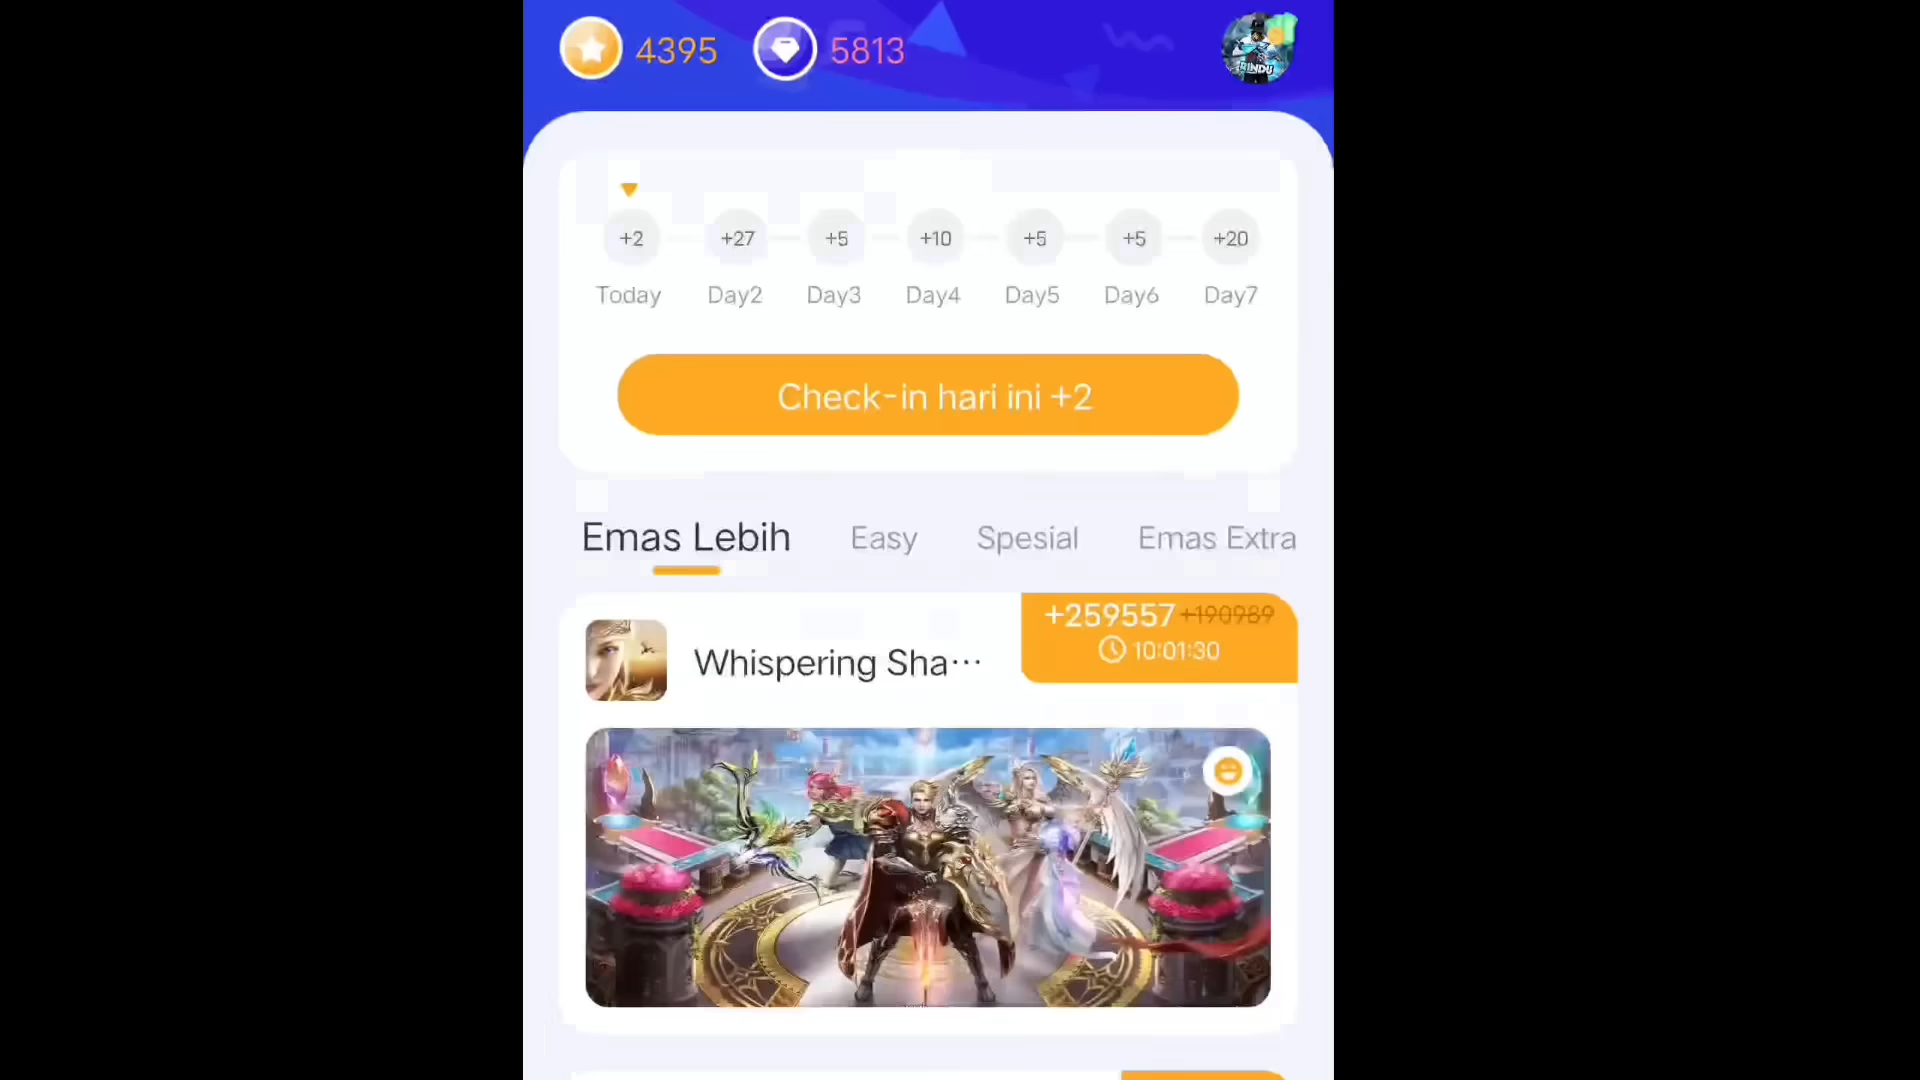 4395 5813
RINDU
+2 +27 +5 +10 +5 +5 +20
Today Day2 Day3 Day4 Day5 Day6 Day7
Check-in hari ini +2
Emas Lebih Easy Spesial Emas Extra
+259557 +190989
10:01:30
Whispering Sha···